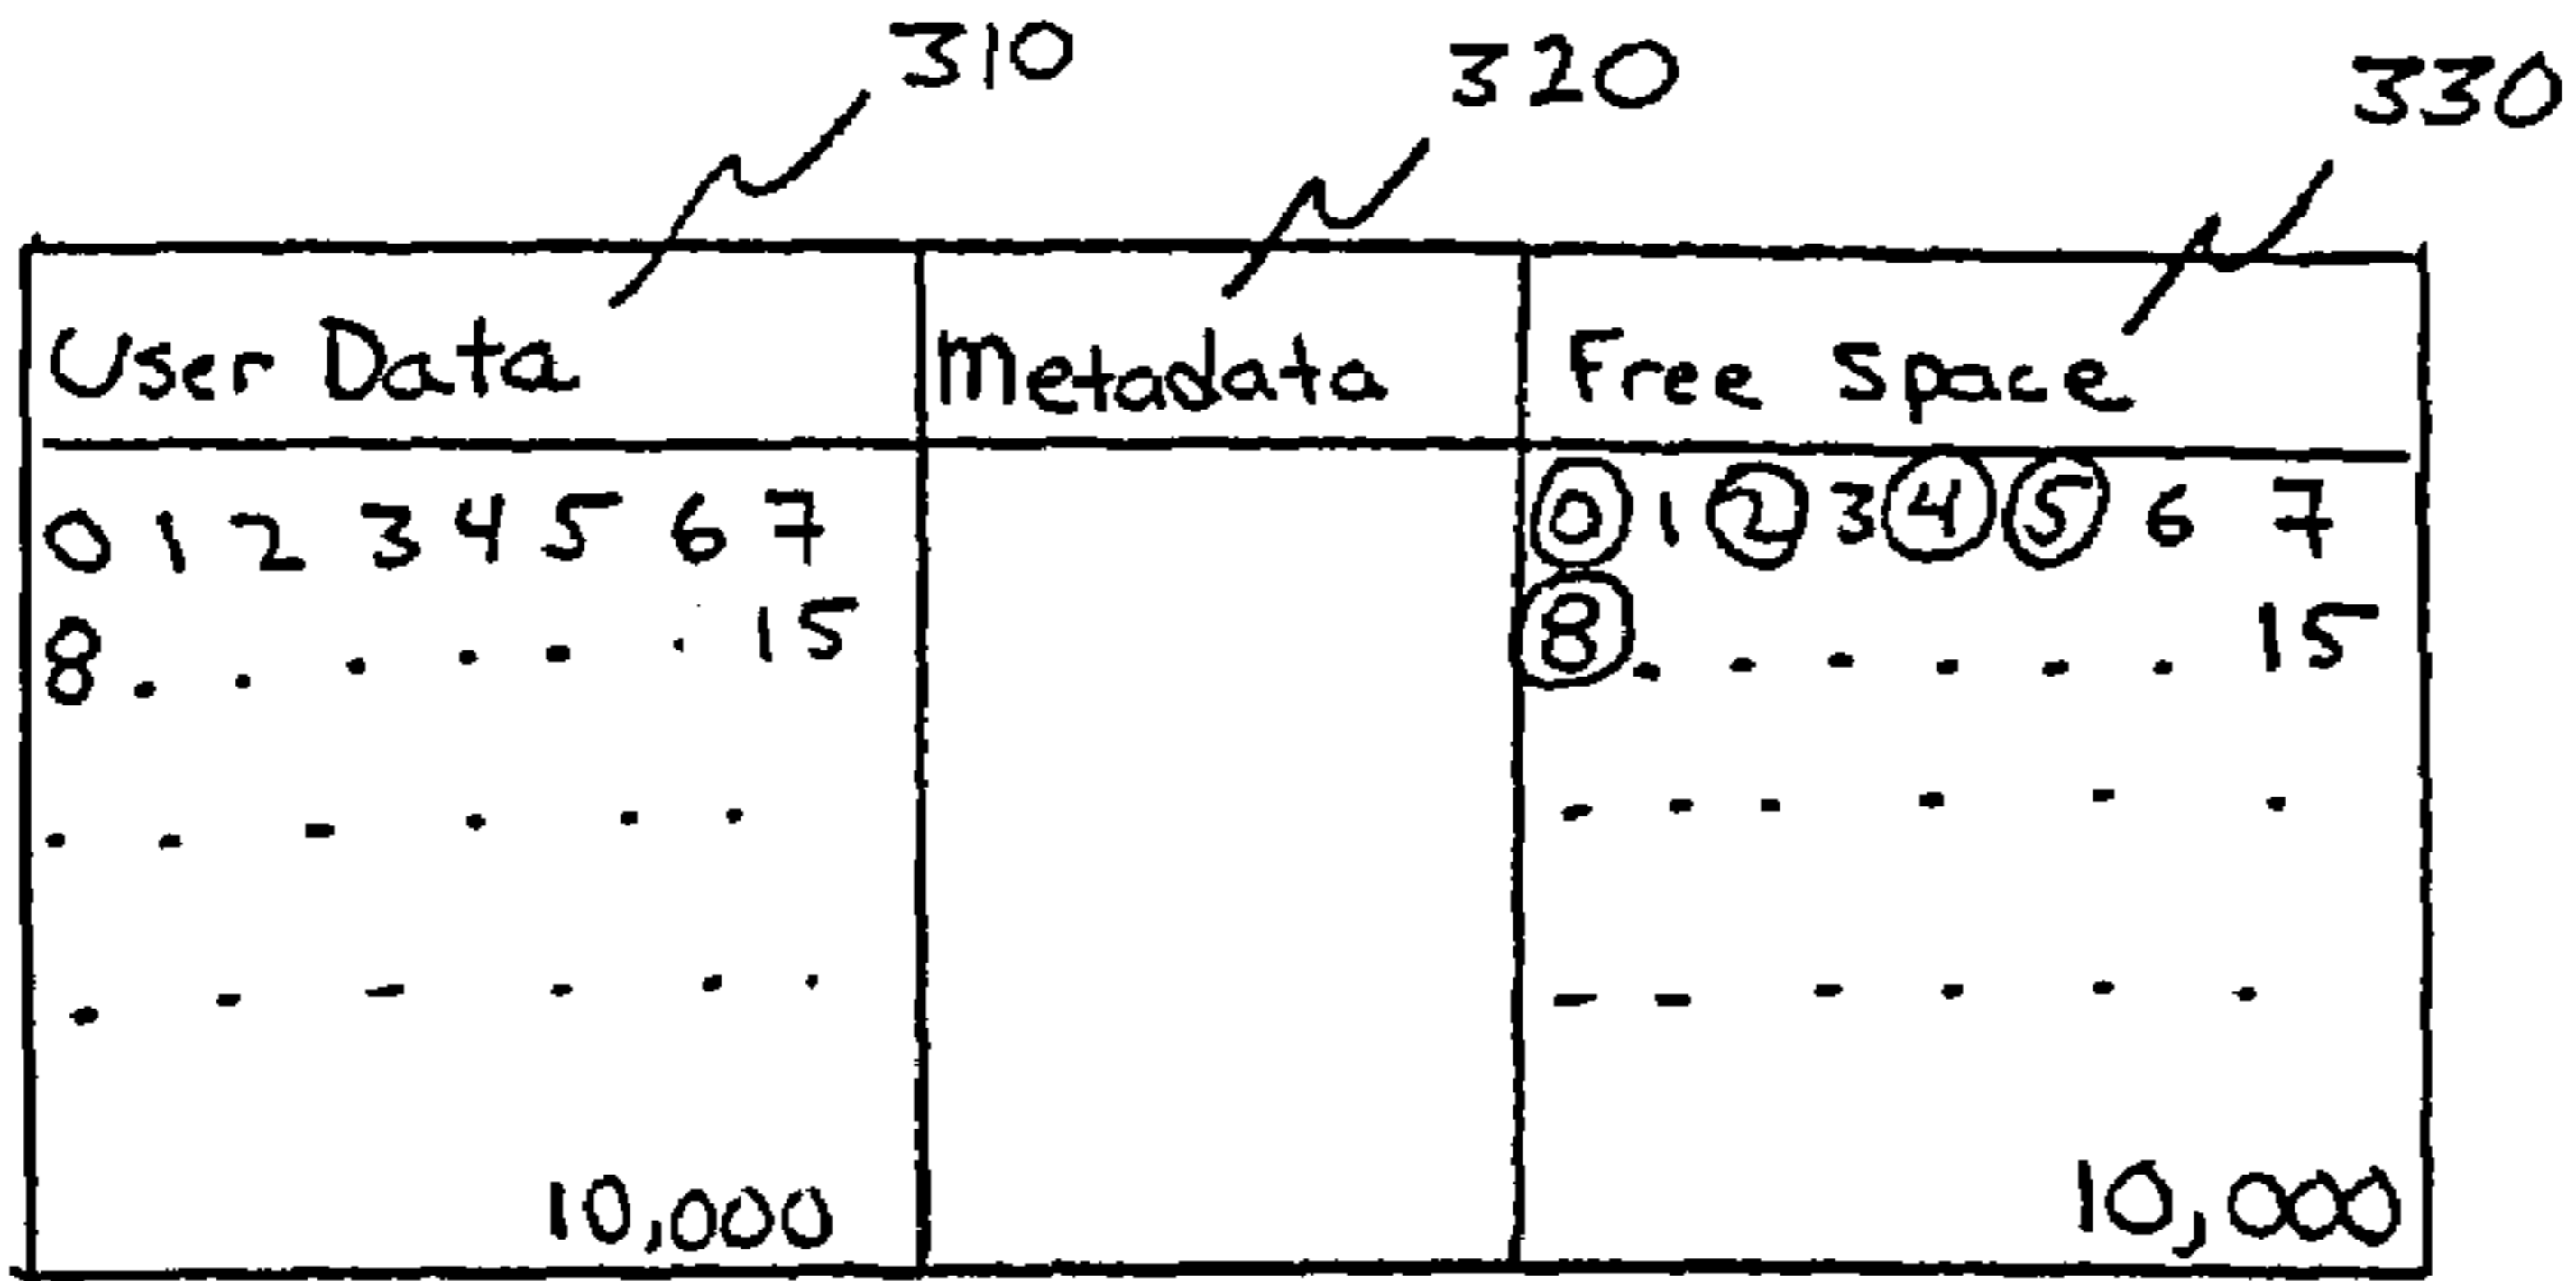 310 320 330
User Data Metadata Free Space
0 1 2 3 4 5 6 7 0 1 2 3 4 5 6 7
8 . . . . . . 15 8 . . . . . . 15
. . - . . . . . . . . .
. - - . . . - - . . . .
10,000 10,000